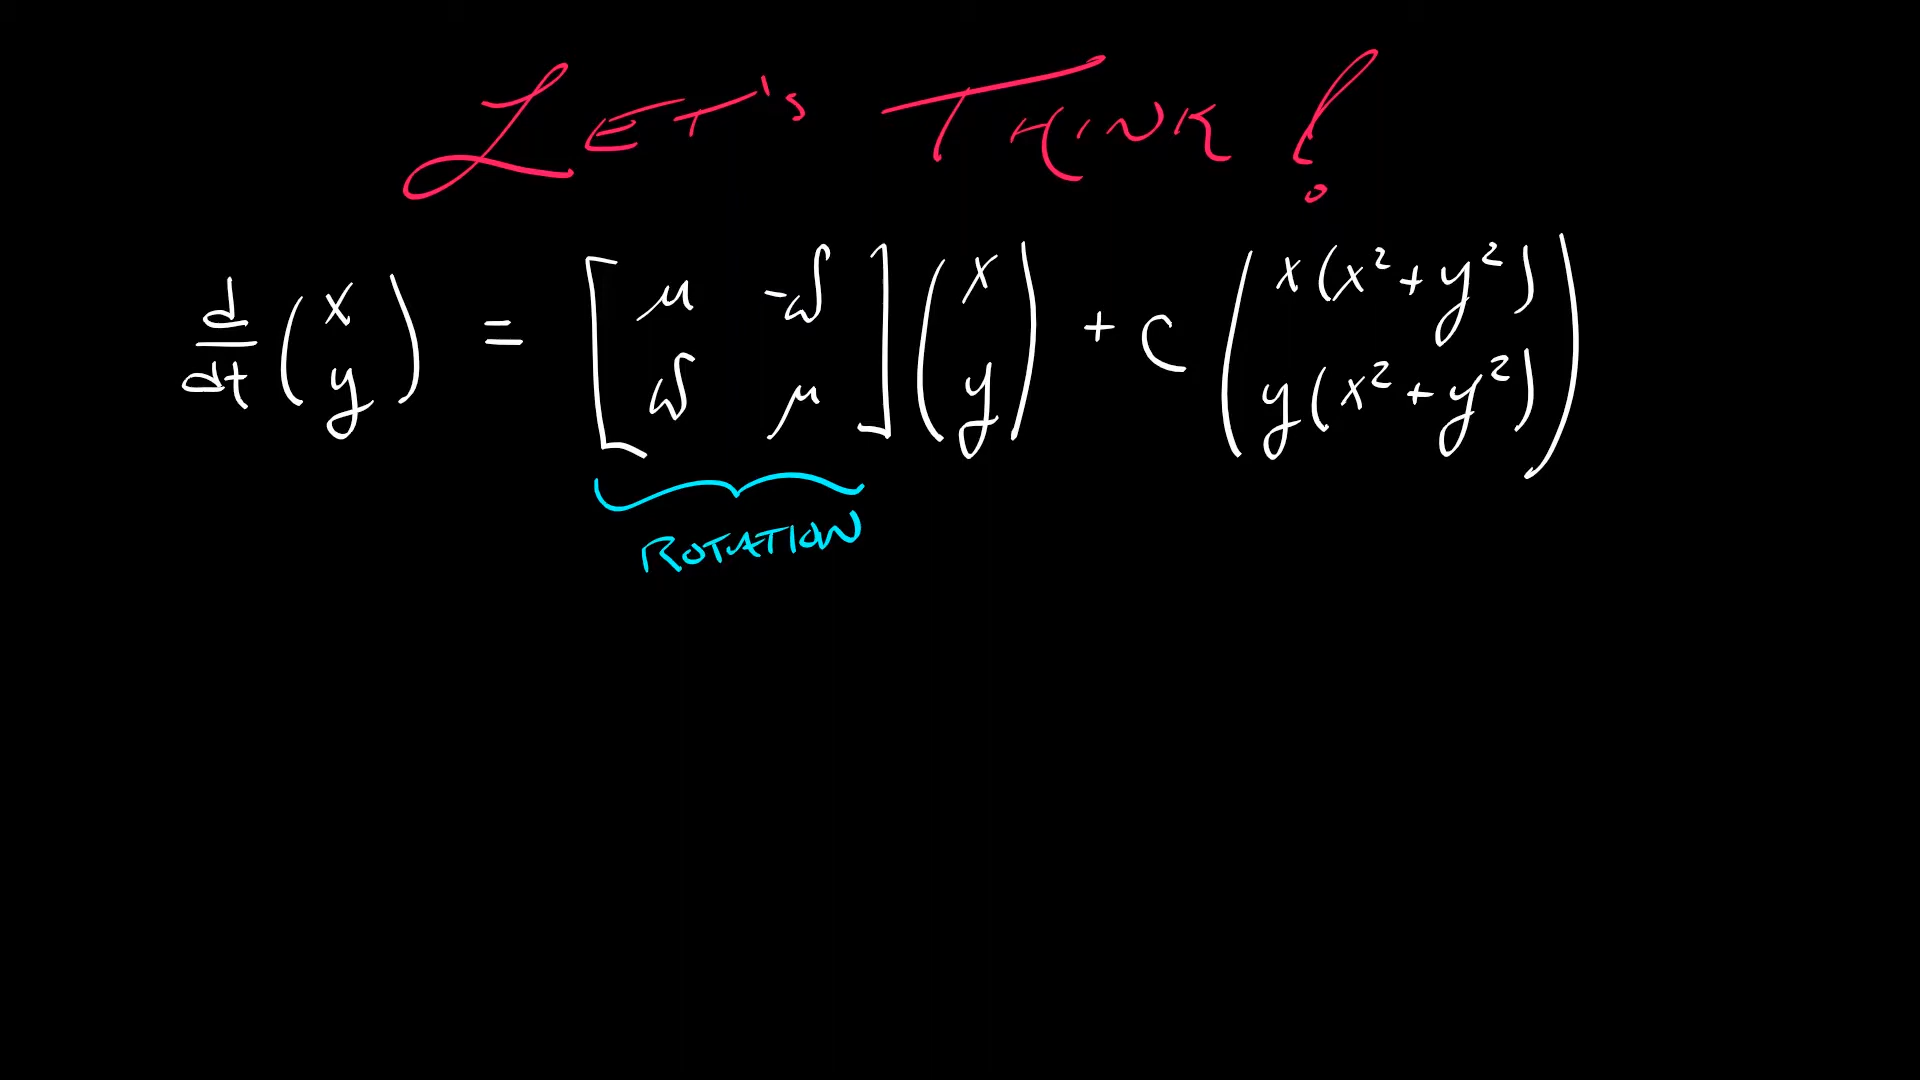 LET'S THINK!
d/dt (x y) = [μ -ω ω μ] (x y) + c (x(x²+y²) y(x²+y²))
ROTATION